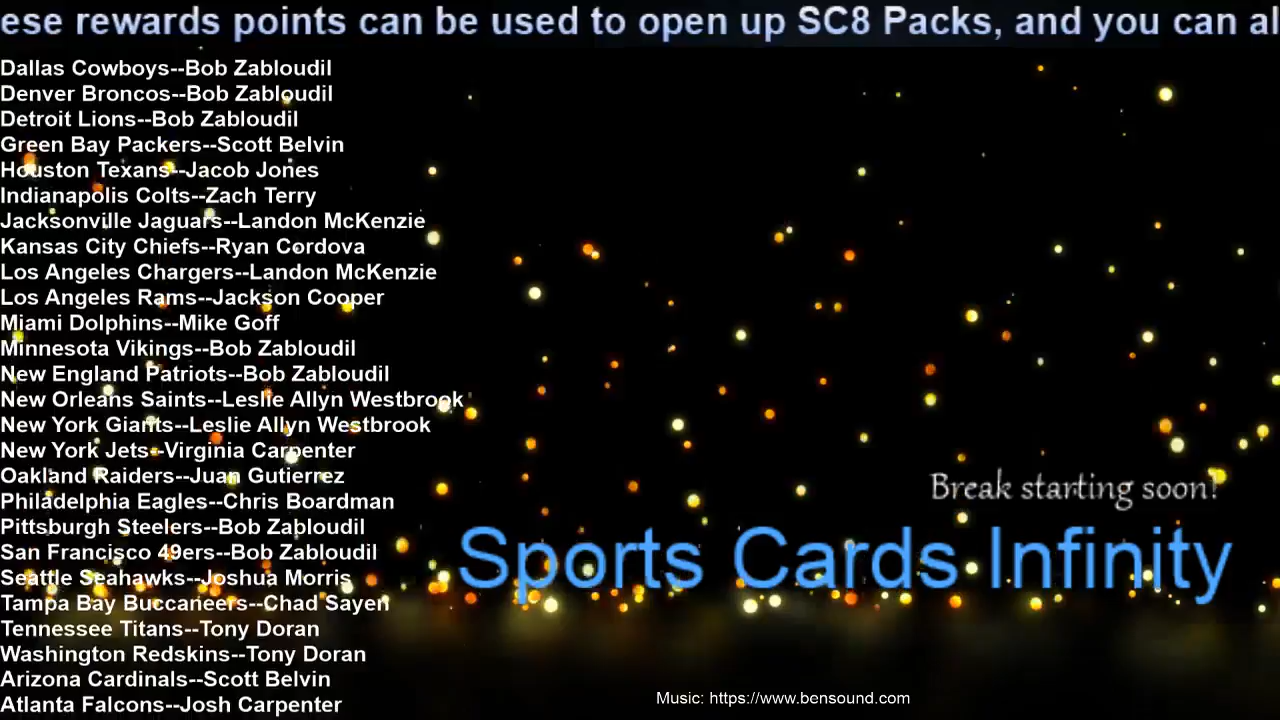 ese rewards points can be used to open up SC8 Packs, and you can al
Dallas Cowboys--Bob Zabloudil
Denver Broncos--Bob Zabloudil
Detroit Lions--Bob Zabloudil
Green Bay Packers--Scott Belvin
Houston Texans--Jacob Jones
Indianapolis Colts--Zach Terry
Jacksonville Jaguars--Landon McKenzie
Kansas City Chiefs--Ryan Cordova
Los Angeles Chargers--Landon McKenzie
Los Angeles Rams--Jackson Cooper
Miami Dolphins--Mike Goff
Minnesota Vikings--Bob Zabloudil
New England Patriots--Bob Zabloudil
New Orleans Saints--Leslie Allyn Westbrook
New York Giants--Leslie Allyn Westbrook
New York Jets--Virginia Carpenter
Oakland Raiders--Juan Gutierrez
Philadelphia Eagles--Chris Boardman
Pittsburgh Steelers--Bob Zabloudil
San Francisco 49ers--Bob Zabloudil
Seattle Seahawks--Joshua Morris
Tampa Bay Buccaneers--Chad Sayen
Tennessee Titans--Tony Doran
Washington Redskins--Tony Doran
Arizona Cardinals--Scott Belvin
Atlanta Falcons--Josh Carpenter
Break starting soon!
Sports Cards Infinity
Music: https://www.bensound.com